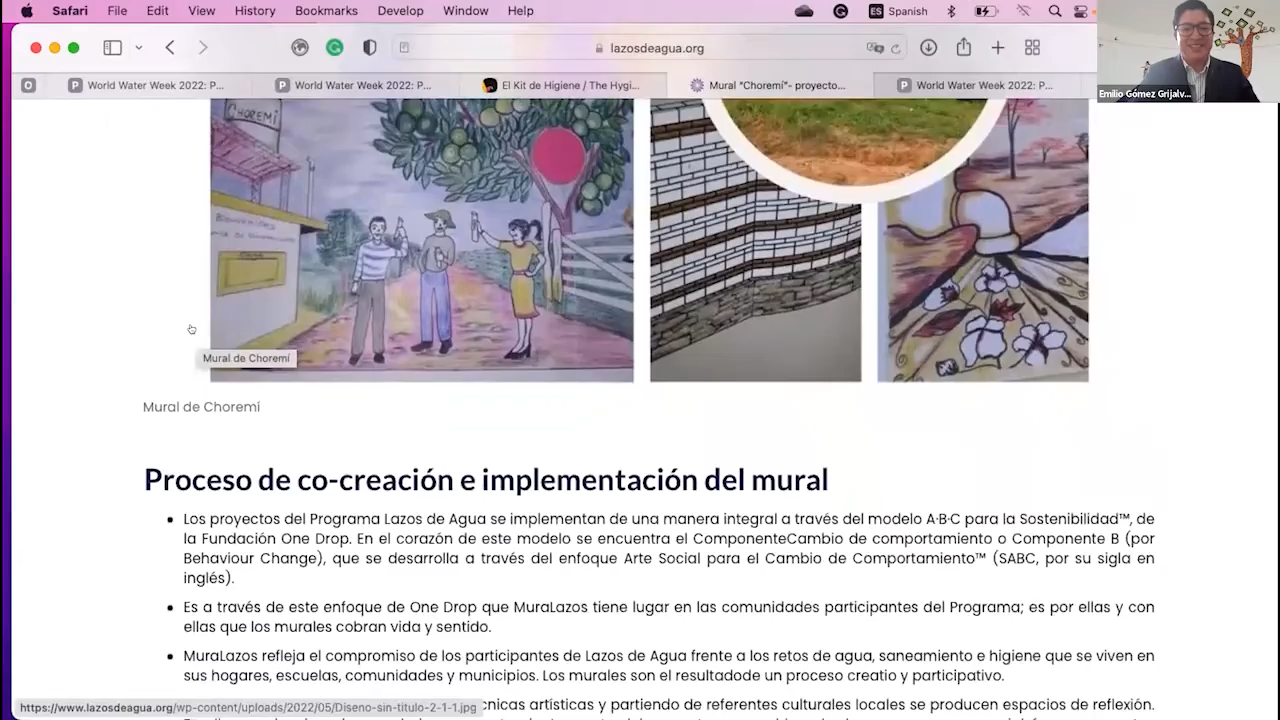 Safari File Edit View History Bookmarks Develop Window Help
ES Spanish
lazosdeagua.org
World Water Week 2022: P...
World Water Week 2022: P...
El Kit de Higiene / The Hygi...
Mural "Choremí"- proyecto...
World Water Week 2022: P...
Emilio Gómez Grijalv...
CHOREMÍ
Mural de Choremí
Mural de Choremí
Proceso de co-creación e implementación del mural
Los proyectos del Programa Lazos de Agua se implementan de una manera integral a través del modelo A·B·C para la Sostenibilidad™, de
la Fundación One Drop. En el corazón de este modelo se encuentra el ComponenteCambio de comportamiento o Componente B (por
Behaviour Change), que se desarrolla a través del enfoque Arte Social para el Cambio de Comportamiento™ (SABC, por su sigla en
inglés).
Es a través de este enfoque de One Drop que MuraLazos tiene lugar en las comunidades participantes del Programa; es por ellas y con
ellas que los murales cobran vida y sentido.
MuraLazos refleja el compromiso de los participantes de Lazos de Agua frente a los retos de agua, saneamiento e higiene que se viven en
sus hogares, escuelas, comunidades y municipios. Los murales son el resultadode un proceso creatio y participativo.
cnicas artísticas y partiendo de referentes culturales locales se producen espacios de reflexión.
https://www.lazosdeagua.org/wp-content/uploads/2022/05/Diseno-sin-titulo-2-1-1.jpg